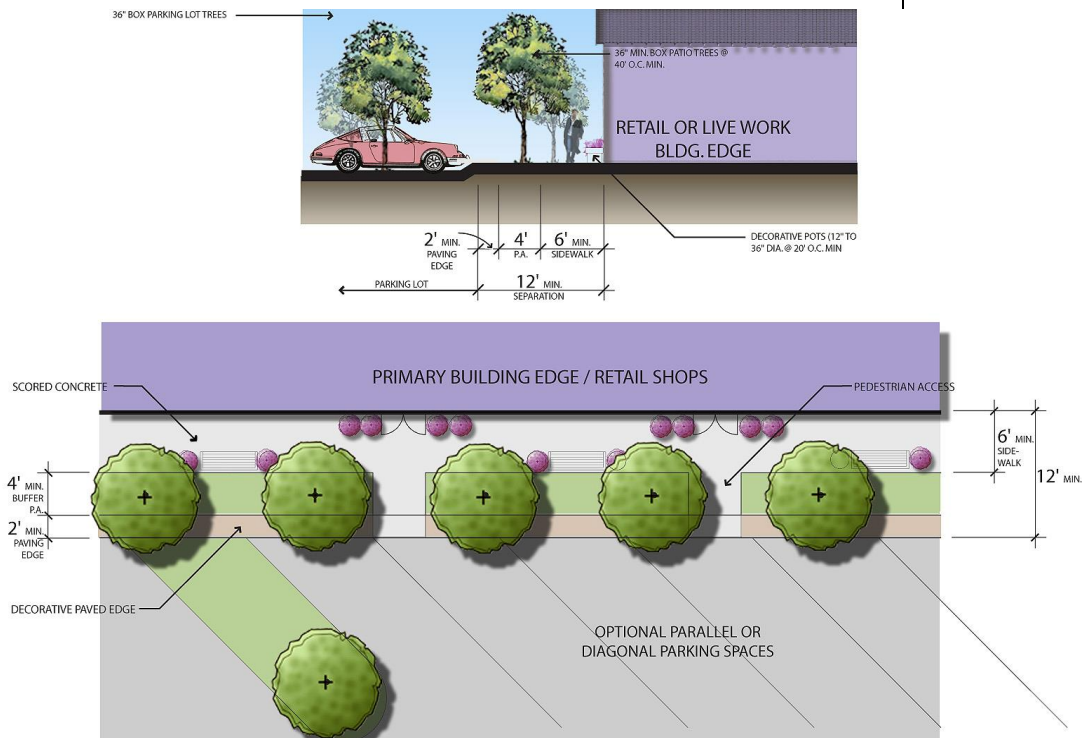 36" BOX PARKING LOT TREES
36" MIN. BOX PATIO TREES @
40' O.C. MIN.
RETAIL OR LIVE WORK
BLDG. EDGE
2' MIN.
PAVING
EDGE
4'
P.A.
6' MIN.
SIDEWALK
DECORATIVE POTS (12" TO
36" DIA. @ 20' O.C. MIN
PARKING LOT
12' MIN.
SEPARATION
PRIMARY BUILDING EDGE / RETAIL SHOPS
SCORED CONCRETE
PEDESTRIAN ACCESS
6' MIN.
SIDE-
WALK
12' MIN.
4' MIN.
BUFFER
P.A.
2' MIN.
PAVING
EDGE
DECORATIVE PAVED EDGE
OPTIONAL PARALLEL OR
DIAGONAL PARKING SPACES